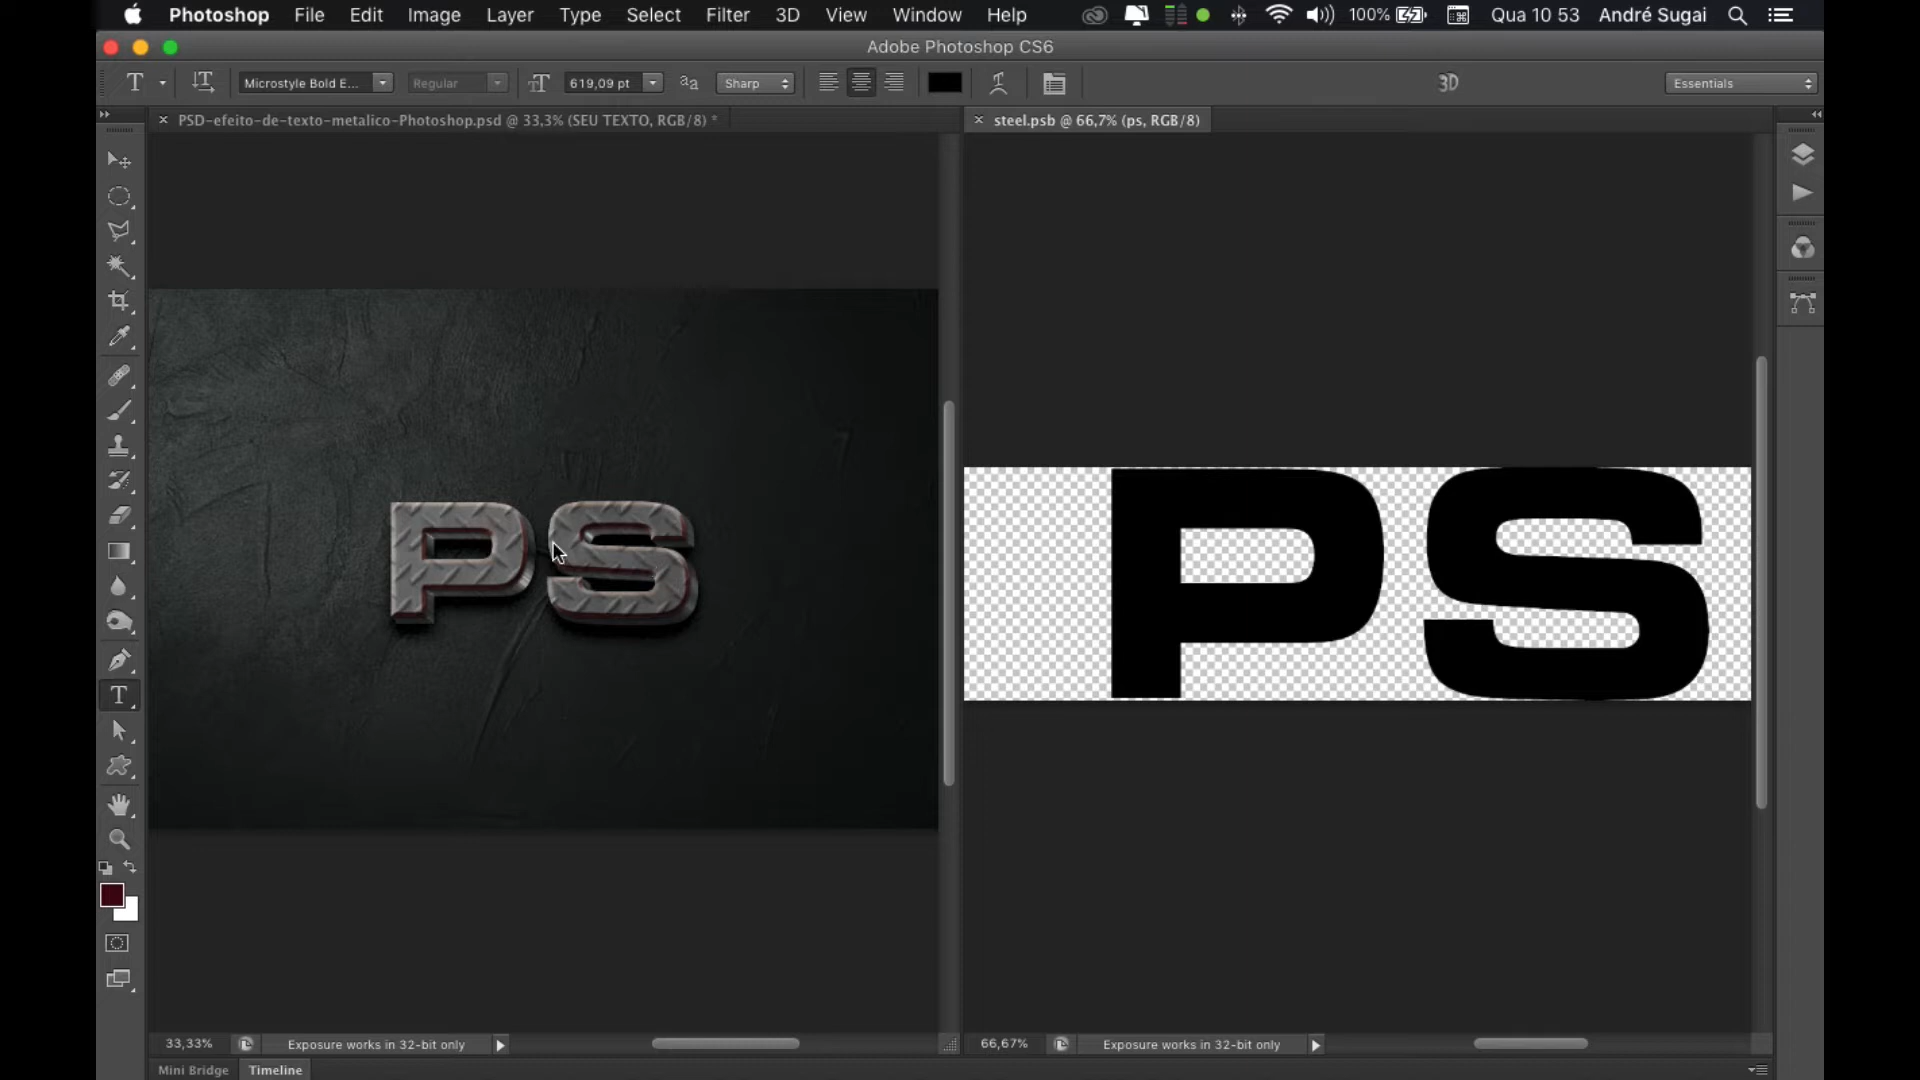 Photoshop File Edit Image Layer Type Select Filter 3D View Window Help 100% Qua 10 53 André Sugai
Adobe Photoshop CS6
T T Microstyle Bold E... Regular TT 619,09 pt aa Sharp 3D Essentials
PSD-efeito-de-texto-metalico-Photoshop.psd @ 33,3% (SEU TEXTO, RGB/8) *
steel.psb @ 66,7% (ps, RGB/8)
PS
PS
T
33,33% Exposure works in 32-bit only
66,67% Exposure works in 32-bit only
Mini Bridge Timeline